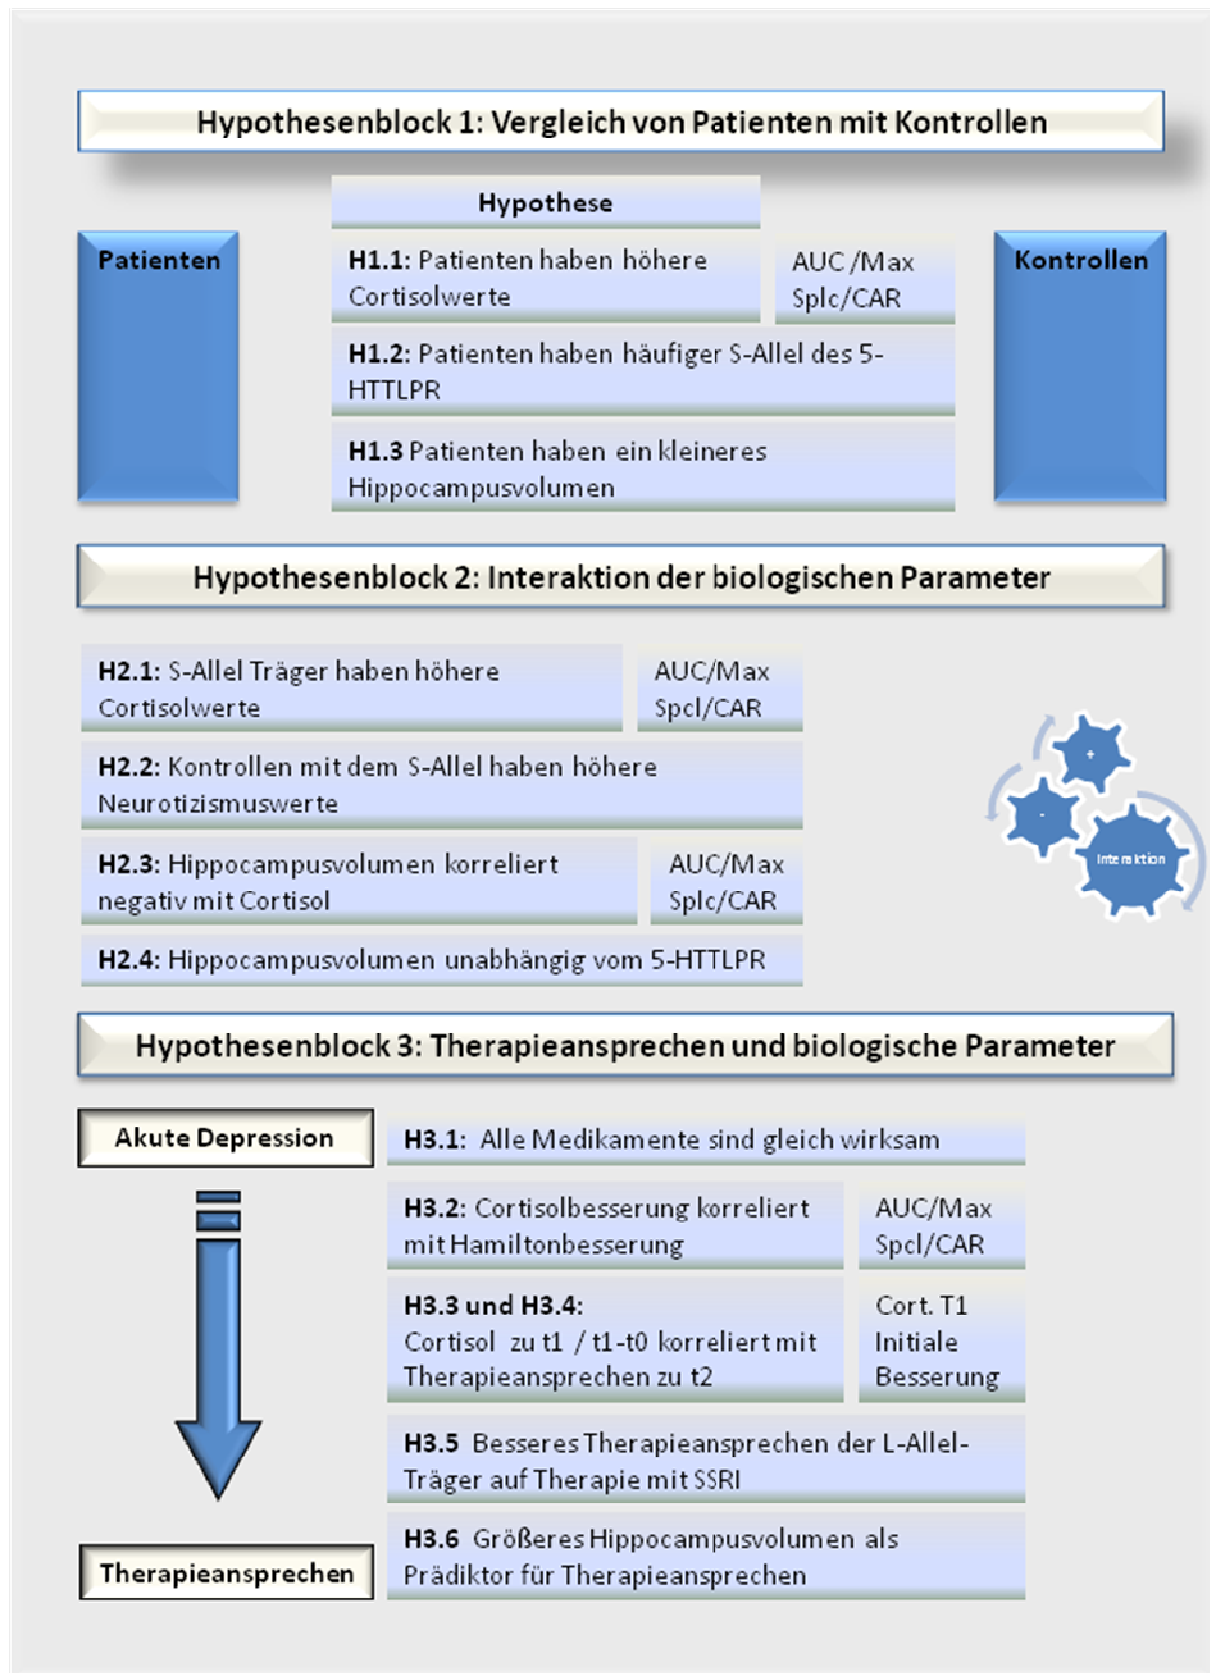 Hypothesenblock 1: Vergleich von Patienten mit Kontrollen
Hypothese
Patienten
H1.1: Patienten haben höhere
Cortisolwerte
AUC /Max
Splc/CAR
Kontrollen
H1.2: Patienten haben häufiger S-Allel des 5-
HTTLPR
H1.3 Patienten haben ein kleineres
Hippocampusvolumen
Hypothesenblock 2: Interaktion der biologischen Parameter
H2.1: S-Allel Träger haben höhere
Cortisolwerte
AUC/Max
Spcl/CAR
H2.2: Kontrollen mit dem S-Allel haben höhere
Neurotizismuswerte
H2.3: Hippocampusvolumen korreliert
negativ mit Cortisol
AUC/Max
Splc/CAR
H2.4: Hippocampusvolumen unabhängig vom 5-HTTLPR
+
-
Interaktion
Hypothesenblock 3: Therapieansprechen und biologische Parameter
Akute Depression
H3.1: Alle Medikamente sind gleich wirksam
H3.2: Cortisolbesserung korreliert
mit Hamiltonbesserung
AUC/Max
Spcl/CAR
H3.3 und H3.4:
Cortisol zu t1 / t1-t0 korreliert mit
Therapieansprechen zu t2
Cort. T1
Initiale
Besserung
H3.5 Besseres Therapieansprechen der L-Allel-
Träger auf Therapie mit SSRI
H3.6 Größeres Hippocampusvolumen als
Prädiktor für Therapieansprechen
Therapieansprechen